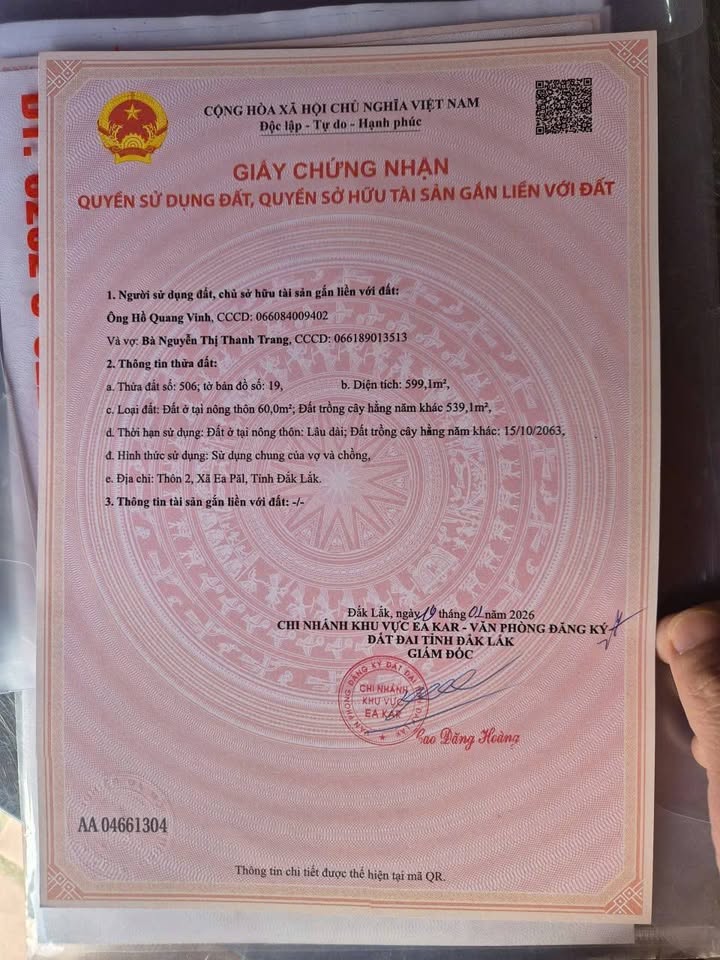 CỘNG HÒA XÃ HỘI CHỦ NGHĨA VIỆT NAM
Độc lập - Tự do - Hạnh phúc
GIẤY CHỨNG NHẬN
QUYỀN SỬ DỤNG ĐẤT, QUYỀN SỞ HỮU TÀI SẢN GẮN LIỀN VỚI ĐẤT
1. Người sử dụng đất, chủ sở hữu tài sản gắn liền với đất:
Ông Hồ Quang Vinh, CCCD: 066084009402
Và vợ: Bà Nguyễn Thị Thanh Trang, CCCD: 066189013513
2. Thông tin thửa đất:
a. Thửa đất số: 506; tờ bản đồ số: 19, b. Diện tích: 599,1m²,
c. Loại đất: Đất ở tại nông thôn 60,0m²; Đất trồng cây hằng năm khác 539,1m²,
d. Thời hạn sử dụng: Đất ở tại nông thôn: Lâu dài; Đất trồng cây hằng năm khác: 15/10/2063,
đ. Hình thức sử dụng: Sử dụng chung của vợ và chồng,
e. Địa chỉ: Thôn 2, Xã Ea Păl, Tỉnh Đắk Lắk.
3. Thông tin tài sản gắn liền với đất: -/-
Đắk Lắk, ngày 19 tháng 01 năm 2026
CHI NHÁNH KHU VỰC EA KAR - VĂN PHÒNG ĐĂNG KÝ
ĐẤT ĐAI TỈNH ĐẮK LẮK
GIÁM ĐỐC
VĂN PHÒNG ĐĂNG KÝ ĐẤT ĐAI
CHI NHÁNH
KHU VỰC
EA KAR
Cao Đăng Hoàng
AA 04661304
Thông tin chi tiết được thể hiện tại mã QR.